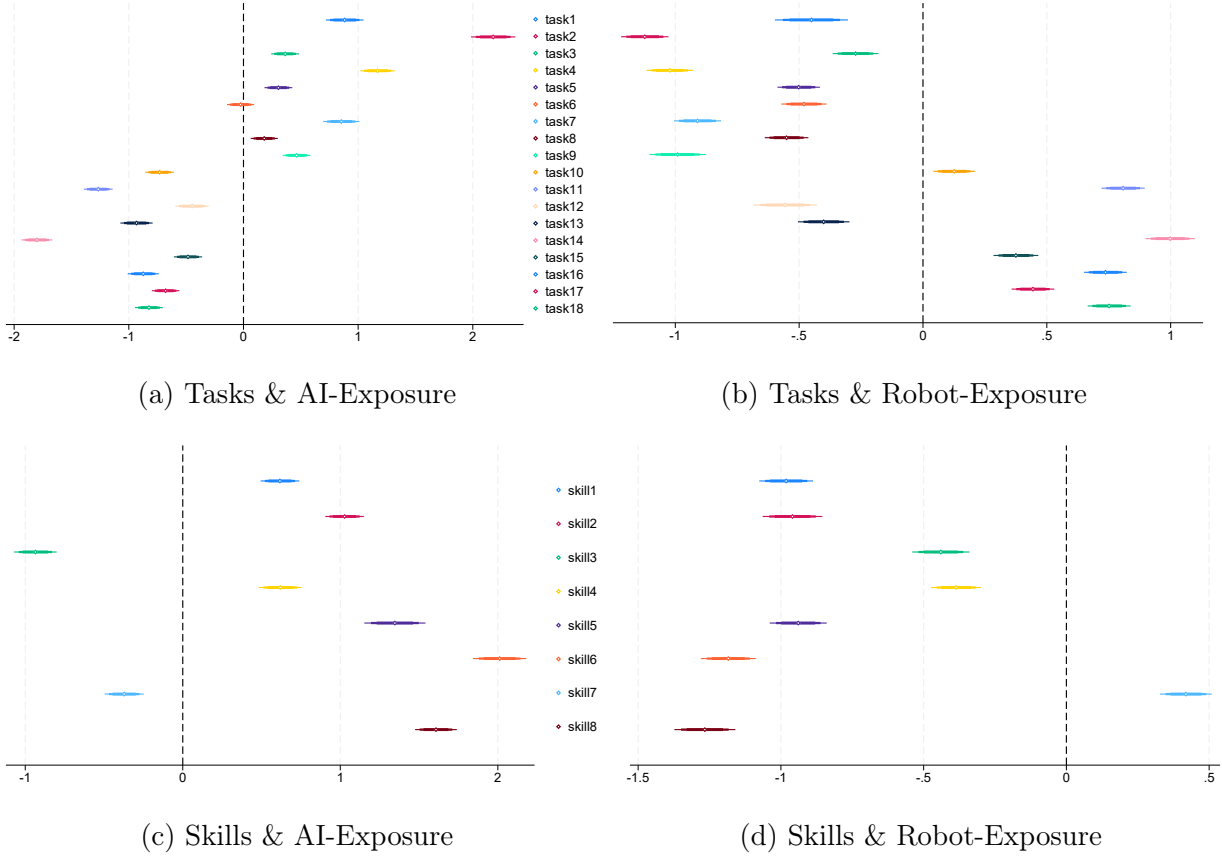 task1
task2
task3
task4
task5
task6
task7
task8
task9
task10
task11
task12
task13
task14
task15
task16
task17
task18
-2 -1 0 1 2
-1 -.5 0 .5 1
(a) Tasks & AI-Exposure
(b) Tasks & Robot-Exposure
skill1
skill2
skill3
skill4
skill5
skill6
skill7
skill8
-1 0 1 2
-1.5 -1 -.5 0 .5
(c) Skills & AI-Exposure
(d) Skills & Robot-Exposure